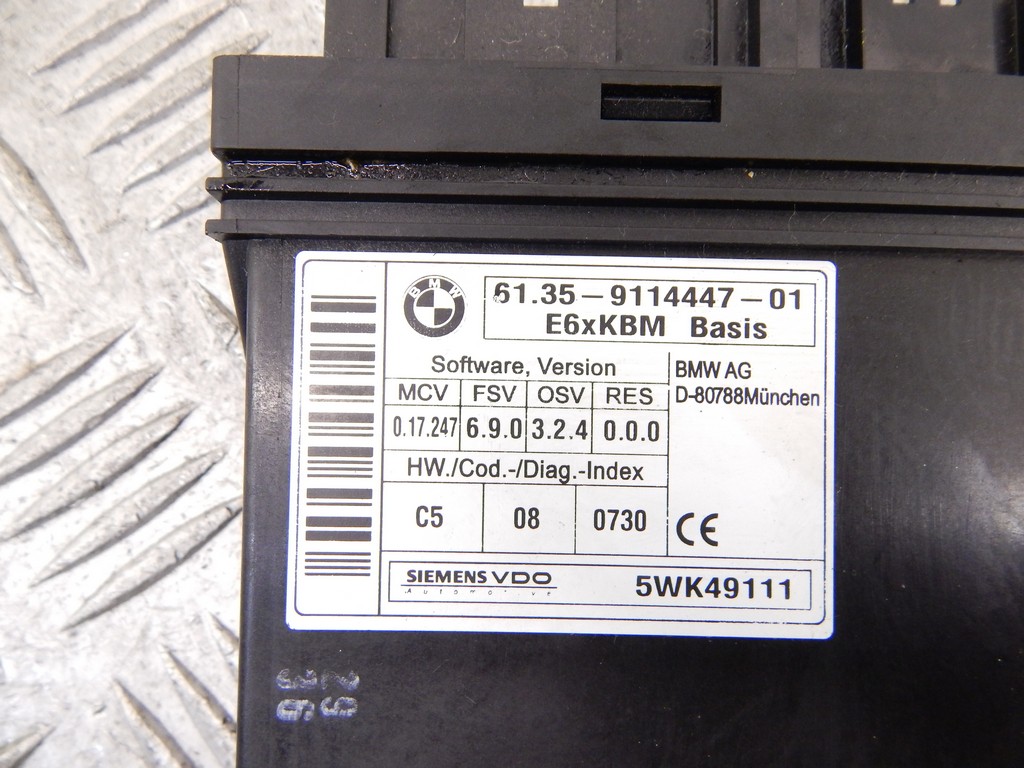 BMW
61.35-9114447-01
E6xKBM Basis
Software, Version
MCV FSV OSV RES
0.17.247 6.9.0 3.2.4 0.0.0
BMW AG
D-80788München
HW./Cod.-/Diag.-Index
C5 08 0730
CE
SIEMENS VDO
Automotive
5WK49111